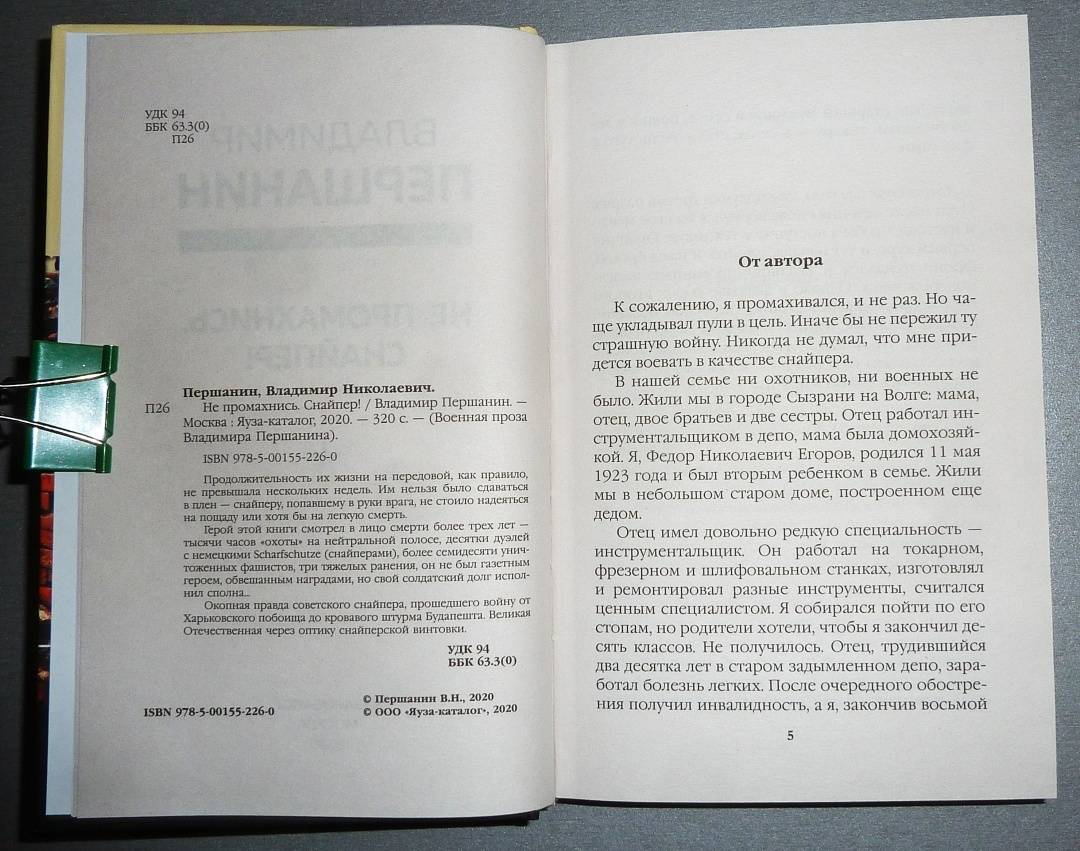 УДК 94
ББК 63.3(0)
П26
Першанин, Владимир Николаевич.
П26 Не промахнись. Снайпер! / Владимир Першанин. —
Москва : Яуза-каталог, 2020. — 320 с. — (Военная проза
Владимира Першанина).
ISBN 978-5-00155-226-0
Продолжительность их жизни на передовой, как правило,
не превышала нескольких недель. Им нельзя было сдаваться
в плен — снайперу, попавшему в руки врага, не стоило надеяться
на пощаду или хотя бы на легкую смерть.
Герой этой книги смотрел в лицо смерти более трех лет —
тысячи часов «охоты» на нейтральной полосе, десятки дуэлей
с немецкими Scharfschutze (снайперами), более семидесяти унич-
тоженных фашистов, три тяжелых ранения, он не был газетным
героем, обвешанным наградами, но свой солдатский долг испол-
нил сполна...
Окопная правда советского снайпера, прошедшего войну от
Харьковского побоища до кровавого штурма Будапешта. Великая
Отечественная через оптику снайперской винтовки.
УДК 94
ББК 63.3(0)
© Першанин В.Н., 2020
ISBN 978-5-00155-226-0 © ООО «Яуза-каталог», 2020
От автора
К сожалению, я промахивался, и не раз. Но ча-
ще укладывал пули в цель. Иначе бы не пережил ту
страшную войну. Никогда не думал, что мне при-
дется воевать в качестве снайпера.
В нашей семье ни охотников, ни военных не
было. Жили мы в городе Сызрани на Волге: мама,
отец, двое братьев и две сестры. Отец работал ин-
струментальщиком в депо, мама была домохозяй-
кой. Я, Федор Николаевич Егоров, родился 11 мая
1923 года и был вторым ребенком в семье. Жили
мы в небольшом старом доме, построенном еще
дедом.
Отец имел довольно редкую специальность —
инструментальщик. Он работал на токарном,
фрезерном и шлифовальном станках, изготовлял
и ремонтировал разные инструменты, считался
ценным специалистом. Я собирался пойти по его
стопам, но родители хотели, чтобы я закончил де-
сять классов. Не получилось. Отец, трудившийся
два десятка лет в старом задымленном депо, зара-
ботал болезнь легких. После очередного обостре-
ния получил инвалидность, а я, закончив восьмой
5